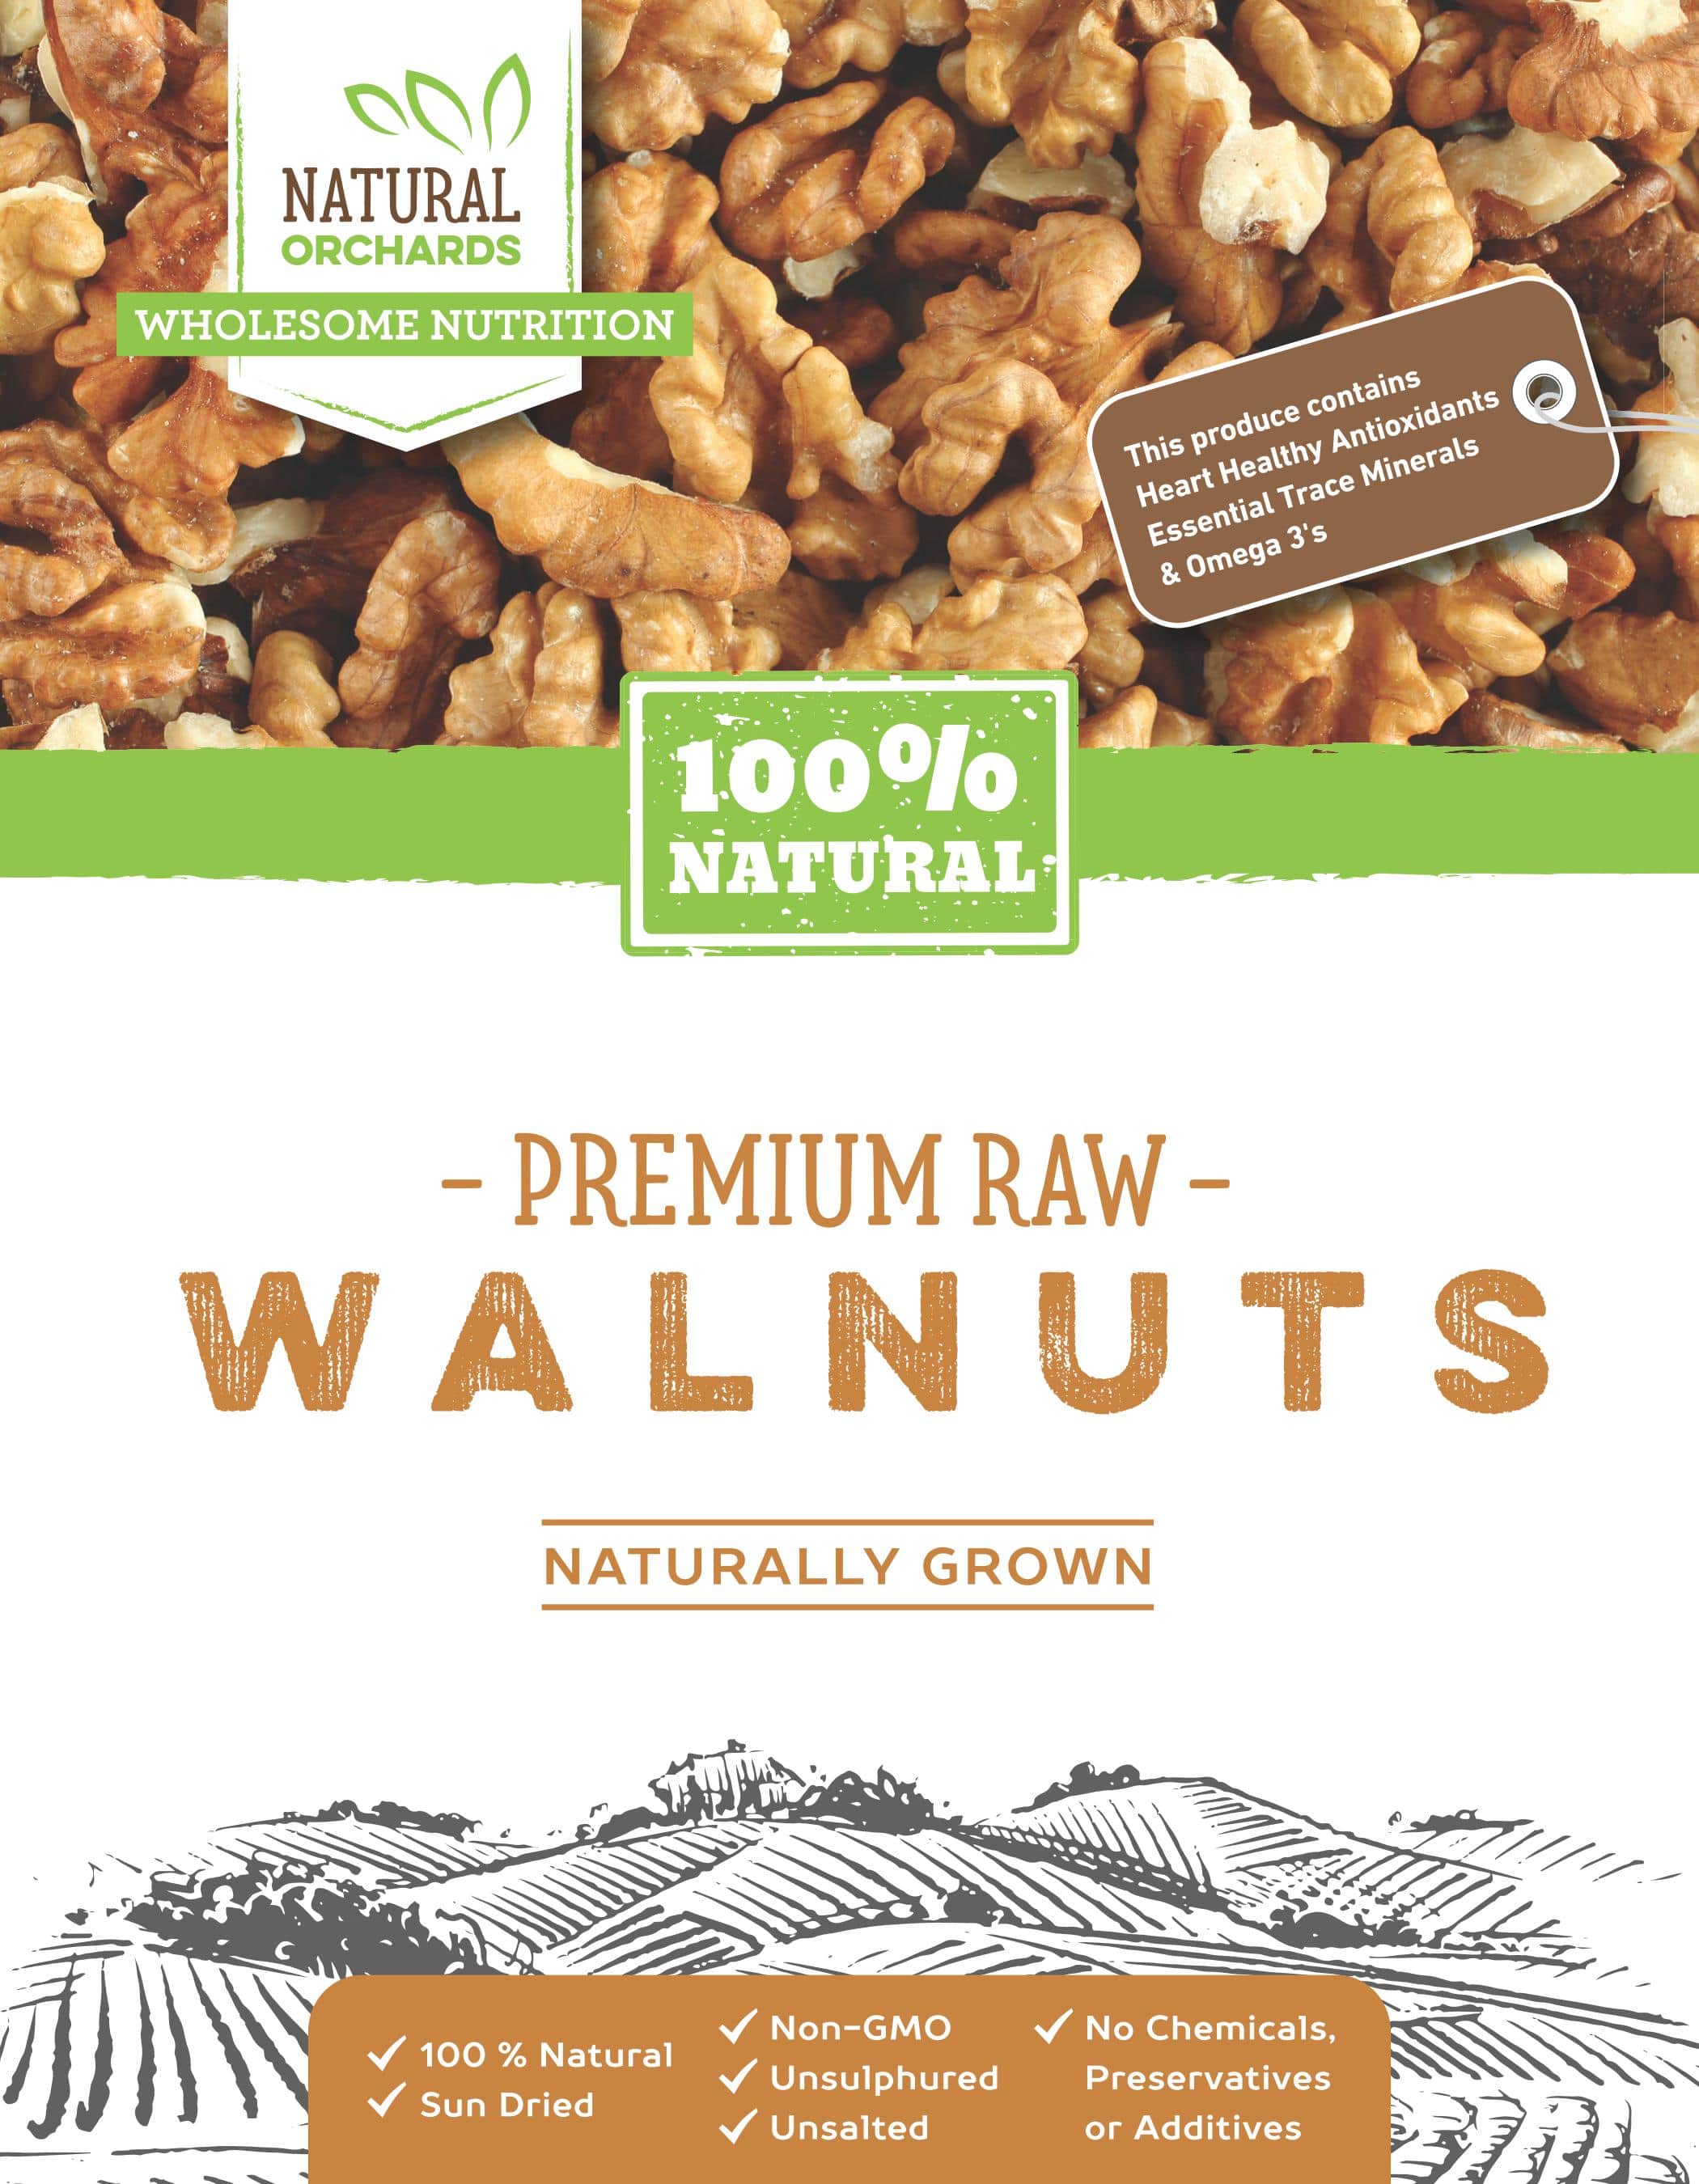 NATURAL
ORCHARDS
WHOLESOME NUTRITION
This produce contains
Heart Healthy Antioxidants
Essential Trace Minerals
& Omega 3's
100%
NATURAL
- PREMIUM RAW -
WALNUTS
NATURALLY GROWN
100 % Natural
Sun Dried
Non-GMO
Unsulphured
Unsalted
No Chemicals,
Preservatives
or Additives